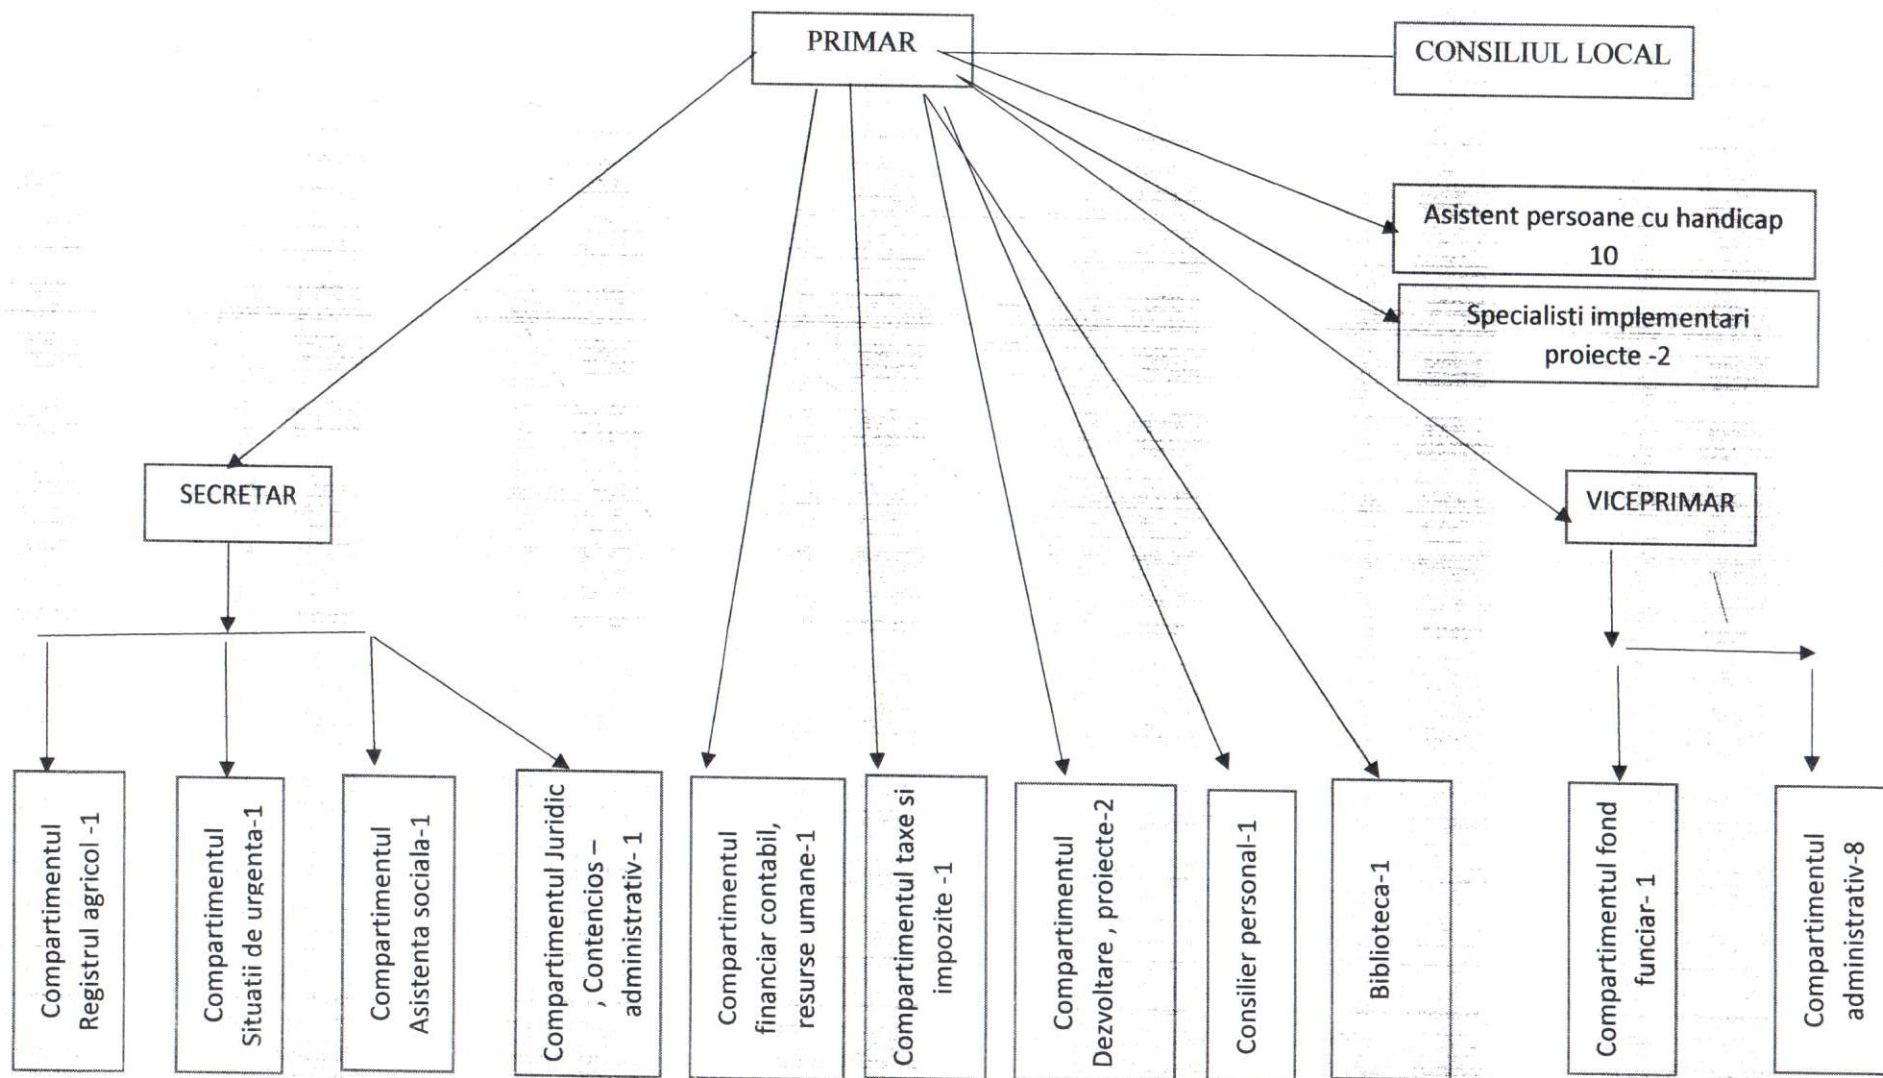 PRIMAR
CONSILIUL LOCAL
Asistent persoane cu handicap
10
Specialisti implementari
proiecte -2
SECRETAR
VICEPRIMAR
Compartimentul
Registrul agricol -1
Compartimentul
Situatii de urgenta-1
Compartimentul
Asistenta sociala-1
Compartimentul Juridic
, Contencios –
administrativ- 1
Compartimentul
financiar contabil,
resurse umane-1
Compartimentul taxe si
impozite -1
Compartimentul
Dezvoltare , proiecte-2
Consilier personal-1
Biblioteca-1
Compartimentul fond
funciar- 1
Compartimentul
administrativ-8